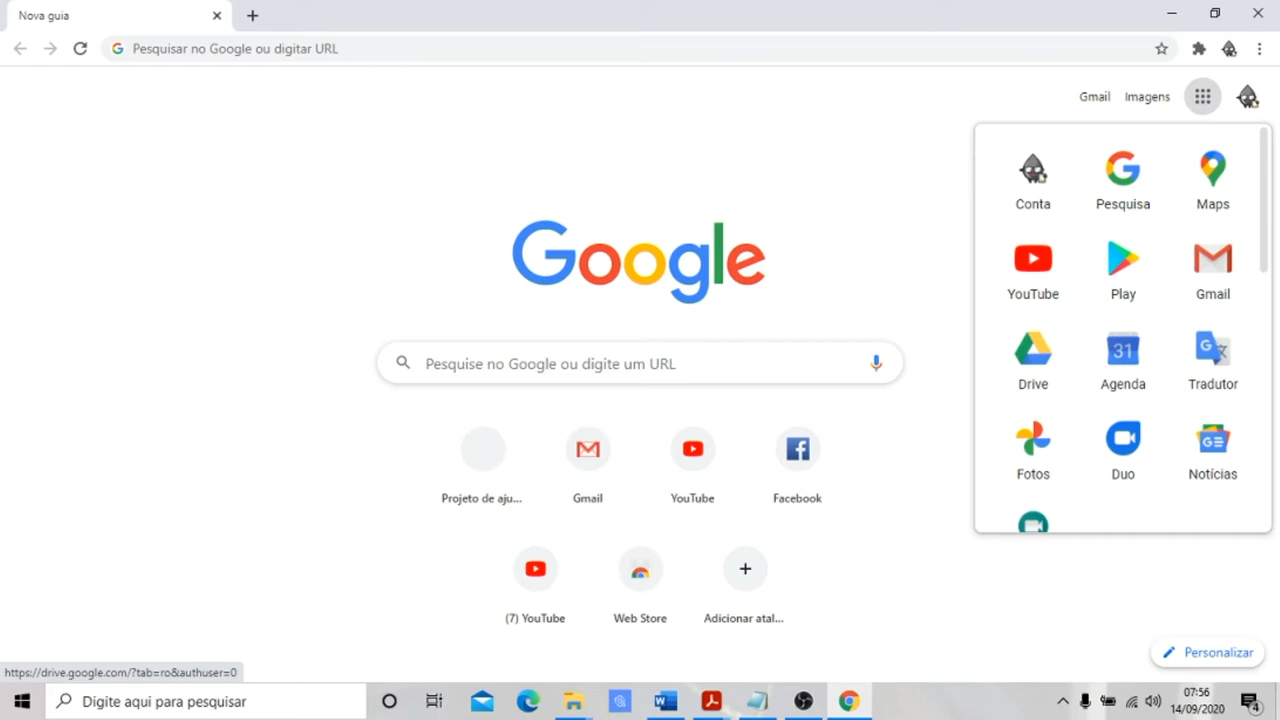 Nova guia
Pesquisar no Google ou digitar URL
Gmail Imagens
Conta Pesquisa Maps
YouTube Play Gmail
31
Drive Agenda Tradutor
Fotos Duo Notícias
Google
Pesquise no Google ou digite um URL
Projeto de aju... Gmail YouTube Facebook
(7) YouTube Web Store Adicionar atal...
Personalizar
https://drive.google.com/?tab=ro&authuser=0
Digite aqui para pesquisar
07:56
14/09/2020
4